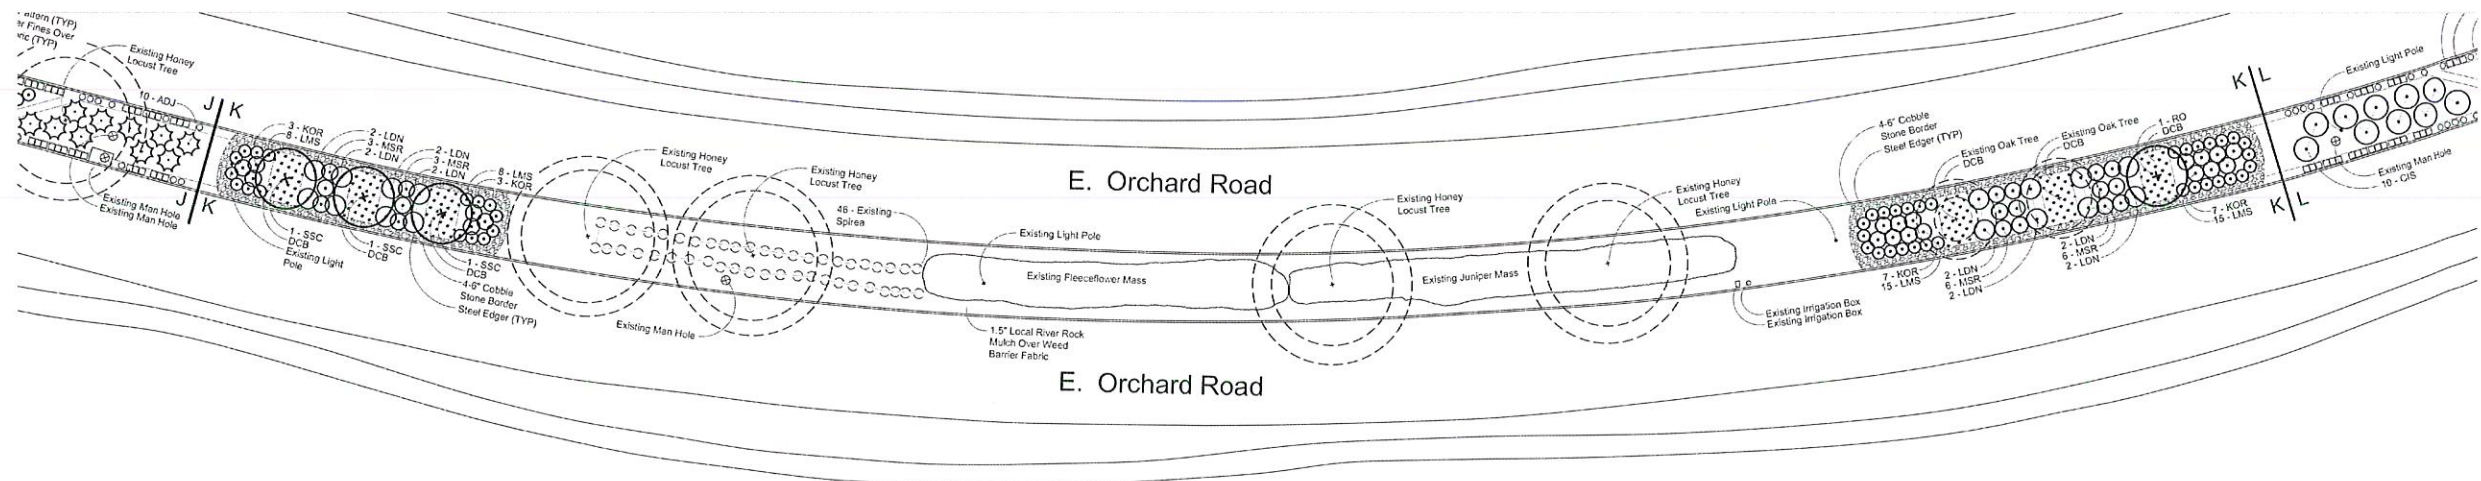 (TYP)
er Fines Over
(TYP)
Existing Honey
Locust Tree
10 - ADJ
J
K
J
K
Existing Man Hole
Existing Man Hole
3 - KOR
8 - LMS
2 - LDN
3 - MSR
2 - LDN
2 - LDN
3 - MSR
2 - LDN
8 - LMS
3 - KOR
1 - SSC
DCB
Existing Light
Pole
1 - SSC
DCB
1 - SSC
DCB
4-6" Cobble
Stone Border
Steel Edger (TYP)
Existing Honey
Locust Tree
Existing Honey
Locust Tree
46 - Existing
Spirea
Existing Man Hole
Existing Light Pole
Existing Fleeceflower Mass
1.5" Local River Rock
Mulch Over Weed
Barrier Fabric
E. Orchard Road
E. Orchard Road
Existing Honey
Locust Tree
Existing Juniper Mass
Existing Honey
Locust Tree
Existing Light Pole
Existing Irrigation Box
Existing Irrigation Box
4-6" Cobble
Stone Border
Steel Edger (TYP)
Existing Oak Tree
DCB
Existing Oak Tree
DCB
1 - RO
DCB
7 - KOR
15 - LMS
2 - LDN
6 - MSR
2 - LDN
2 - LDN
6 - MSR
2 - LDN
7 - KOR
15 - LMS
K
L
K
L
Existing Light Pole
Existing Man Hole
10 - CIS